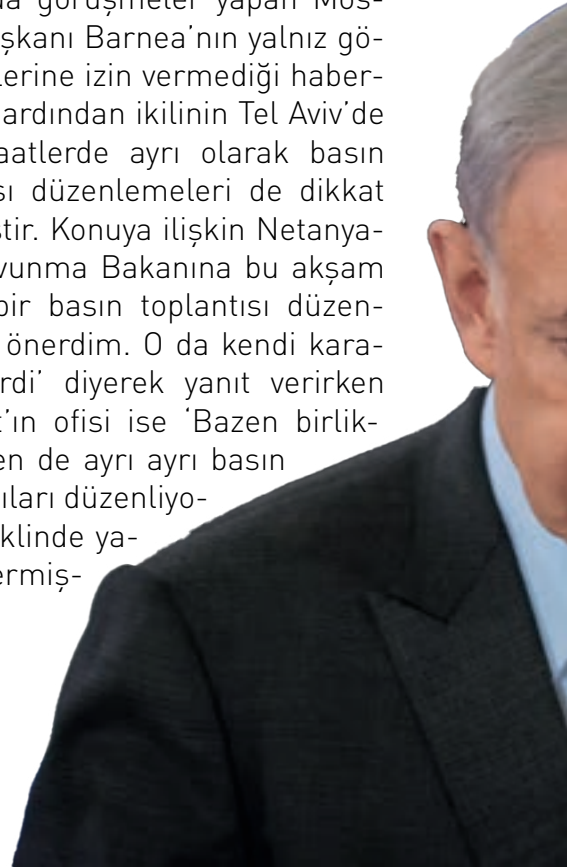 da görüşmeler yapan Mos-
şkanı Barnea’nın yalnız gö-
lerine izin vermediği haber-
ardından ikilinin Tel Aviv’de
aatlerde ayrı olarak basın
sı düzenlemeleri de dikkat
tir. Konuya ilişkin Netanya-
vunma Bakanına bu akşam
bir basın toplantısı düzen-
önerdim. O da kendi kara-
rdi’ diyerek yanıt verirken
t’ın ofisi ise ‘Bazen birlik-
en de ayrı ayrı basın
ıları düzenliyo-
klinde ya-
ermiş-